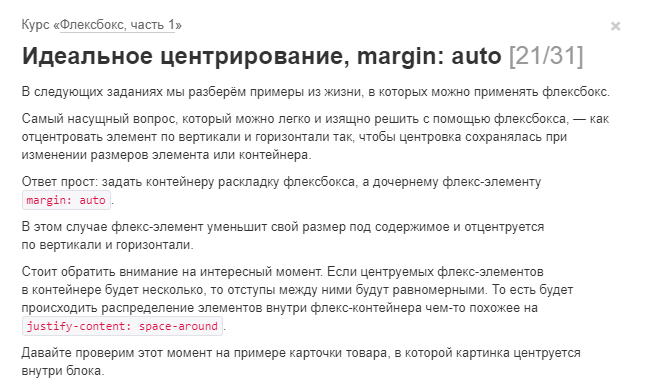 Курс «Флексбокс, часть 1»
×
Идеальное центрирование, margin: auto [21/31]
В следующих заданиях мы разберём примеры из жизни, в которых можно применять флексбокс.
Самый насущный вопрос, который можно легко и изящно решить с помощью флексбокса, — как
отцентровать элемент по вертикали и горизонтали так, чтобы центровка сохранялась при
изменении размеров элемента или контейнера.
Ответ прост: задать контейнеру раскладку флексбокса, а дочернему флекс-элементу
margin: auto.
В этом случае флекс-элемент уменьшит свой размер под содержимое и отцентруется
по вертикали и горизонтали.
Стоит обратить внимание на интересный момент. Если центруемых флекс-элементов
в контейнере будет несколько, то отступы между ними будут равномерными. То есть будет
происходить распределение элементов внутри флекс-контейнера чем-то похожее на
justify-content: space-around.
Давайте проверим этот момент на примере карточки товара, в которой картинка центруется
внутри блока.